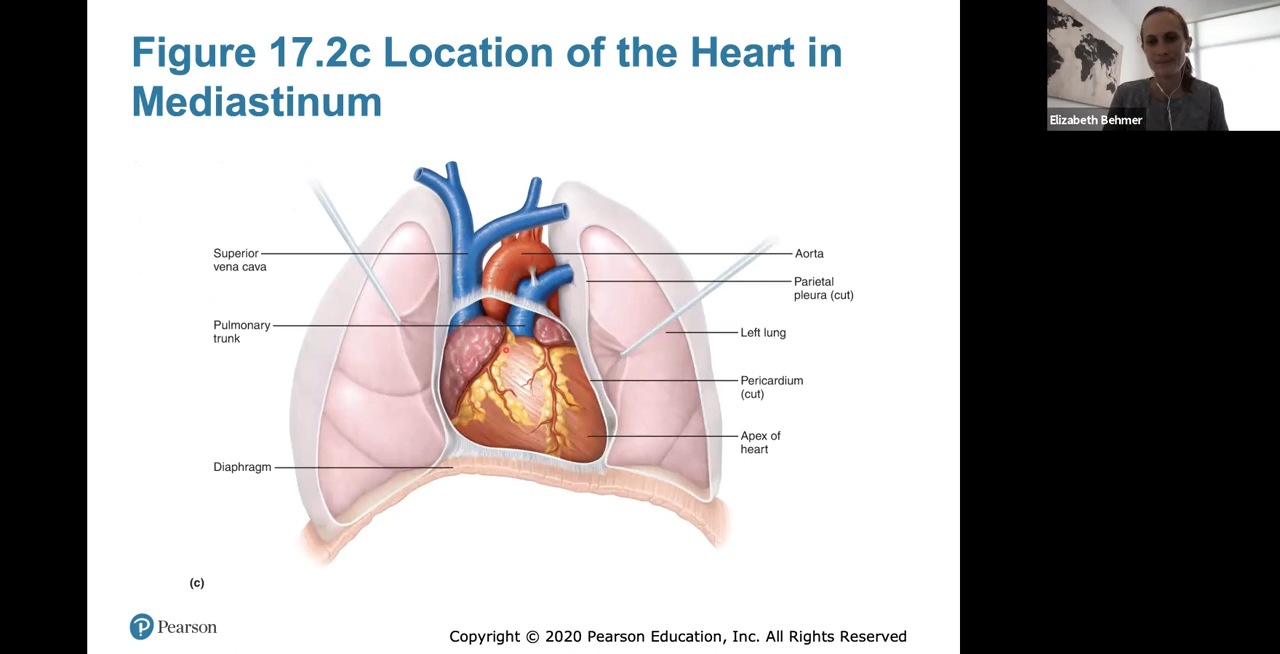 Figure 17.2c Location of the Heart in
Mediastinum
Elizabeth Behmer
Superior
vena cava
Pulmonary
trunk
Diaphragm
Aorta
Parietal
pleura (cut)
Left lung
Pericardium
(cut)
Apex of
heart
(c)
P Pearson
Copyright © 2020 Pearson Education, Inc. All Rights Reserved